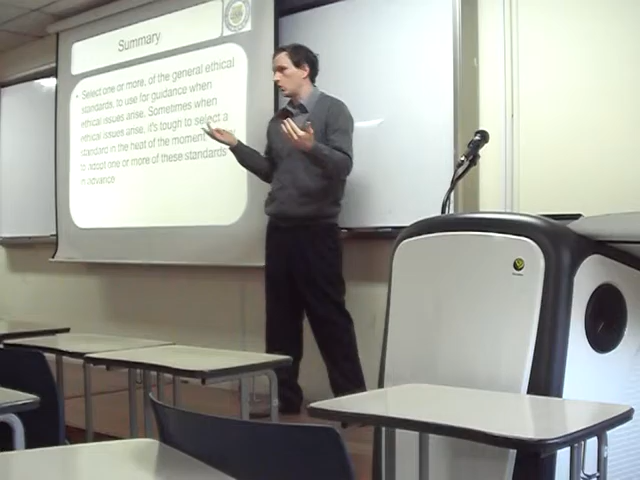 Summary
• Select one or more, of the general ethical
standards, to use for guidance when
ethical issues arise. Sometimes when
ethical issues arise, it's tough to select a
standard in the heat of the moment
to adopt one or more of these standards
in advance